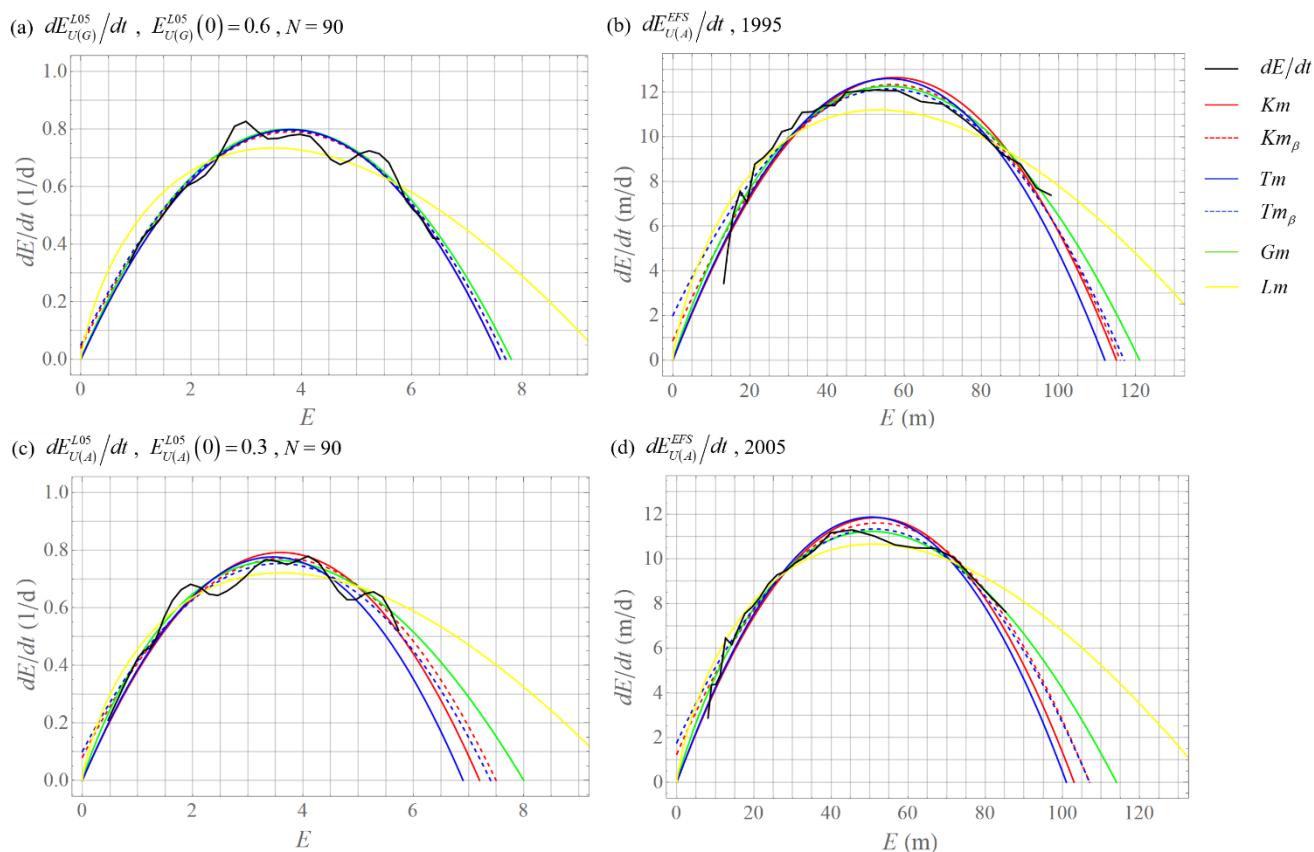 (a) dE^{L05}_{U(G)}/dt , E^{L05}_{U(G)}(0)=0.6 , N=90
1.0
0.8
0.6
0.4
0.2
0.0
dE/dt (1/d)
0 2 4 6 8
E
(b) dE^{EFS}_{U(A)}/dt , 1995
12
10
8
6
4
2
0
dE/dt (m/d)
0 20 40 60 80 100 120
E (m)
dE/dt
Km
Km_β
Tm
Tm_β
Gm
Lm
(c) dE^{L05}_{U(A)}/dt , E^{L05}_{U(A)}(0)=0.3 , N=90
1.0
0.8
0.6
0.4
0.2
0.0
dE/dt (1/d)
0 2 4 6 8
E
(d) dE^{EFS}_{U(A)}/dt , 2005
12
10
8
6
4
2
0
dE/dt (m/d)
0 20 40 60 80 100 120
E (m)